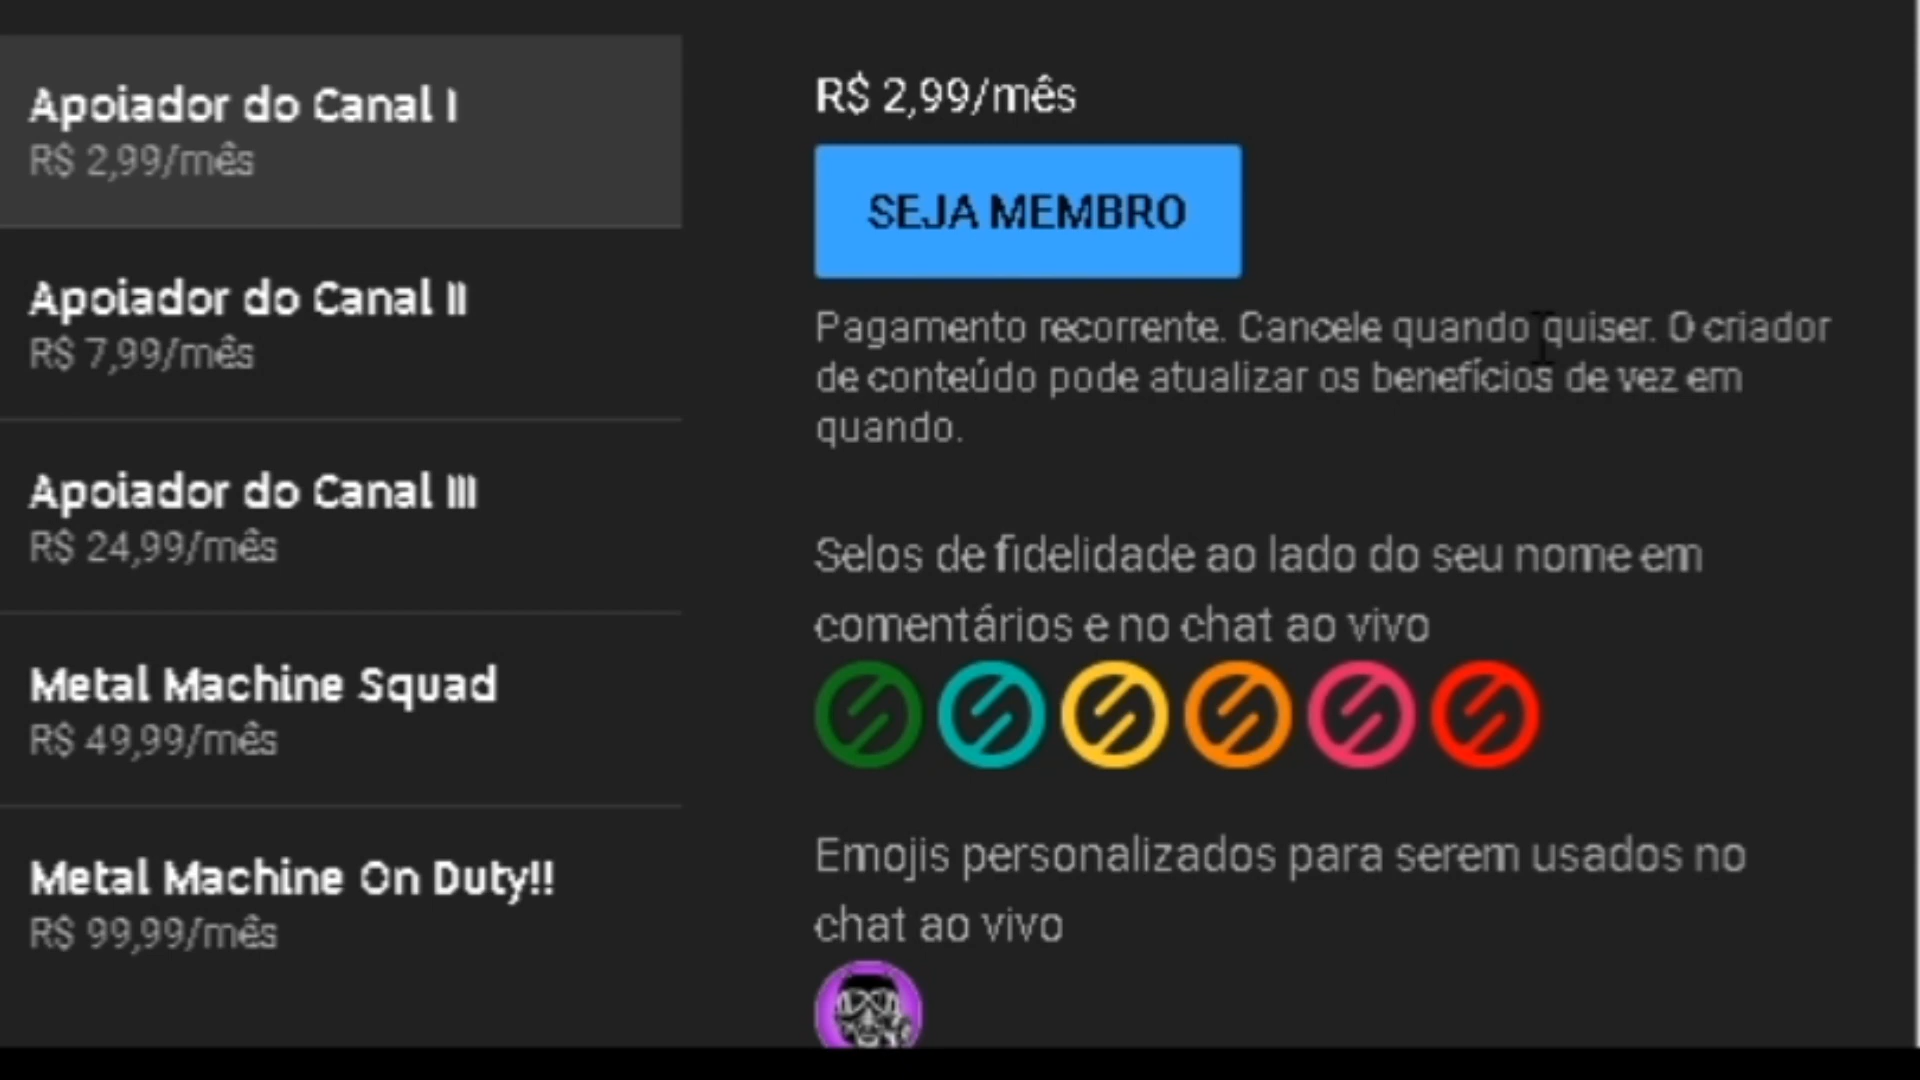 Apoiador do Canal I
R$ 2,99/mês
Apoiador do Canal II
R$ 7,99/mês
Apoiador do Canal III
R$ 24,99/mês
Metal Machine Squad
R$ 49,99/mês
Metal Machine On Duty!!
R$ 99,99/mês
R$ 2,99/mês
SEJA MEMBRO
Pagamento recorrente. Cancele quando quiser. O criador
de conteúdo pode atualizar os benefícios de vez em
quando.
Selos de fidelidade ao lado do seu nome em
comentários e no chat ao vivo
Emojis personalizados para serem usados no
chat ao vivo